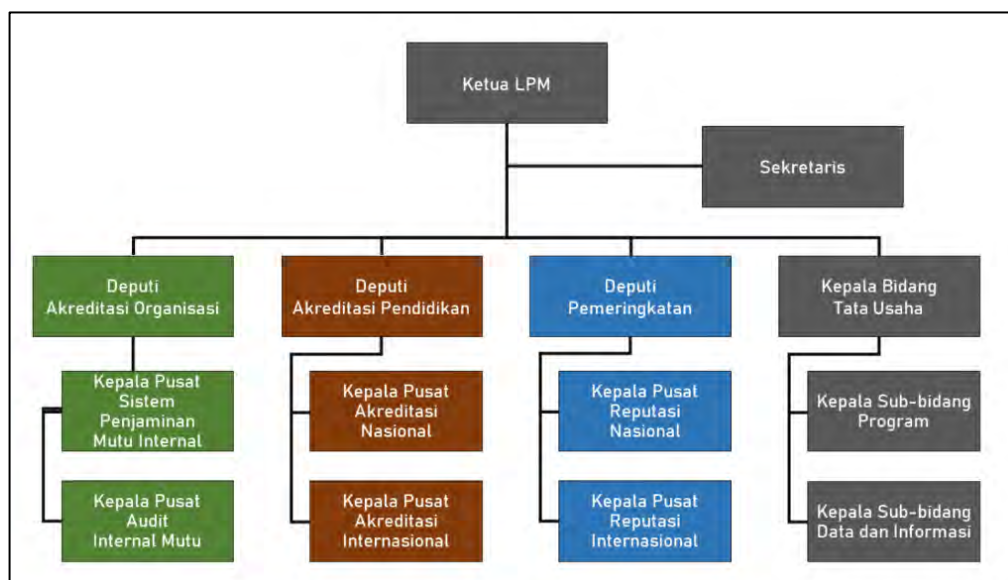 Ketua LPM
Sekretaris
Deputi
Akreditasi Organisasi
Deputi
Akreditasi Pendidikan
Deputi
Pemeringkatan
Kepala Bidang
Tata Usaha
Kepala Pusat
Sistem
Penjaminan
Mutu Internal
Kepala Pusat
Akreditasi
Nasional
Kepala Pusat
Reputasi
Nasional
Kepala Sub-bidang
Program
Kepala Pusat
Audit
Internal Mutu
Kepala Pusat
Akreditasi
Internasional
Kepala Pusat
Reputasi
Internasional
Kepala Sub-bidang
Data dan Informasi